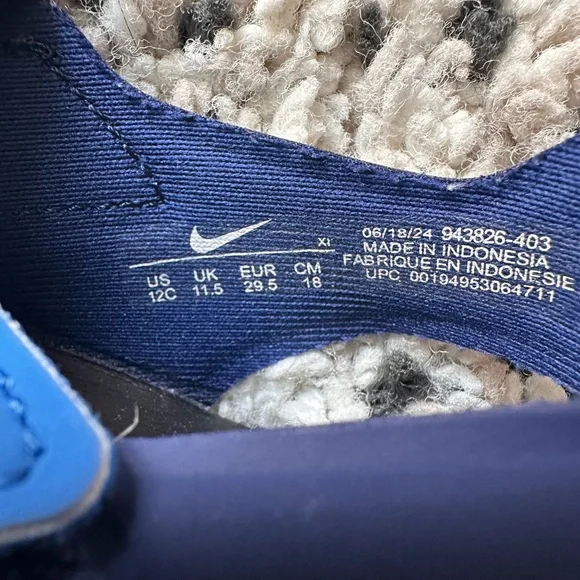 XI
US UK EUR CM
12C 11.5 29.5 18
06/18/24 943826-403
MADE IN INDONESIA
FABRIQUE EN INDONESIE
UPC 00194953064711